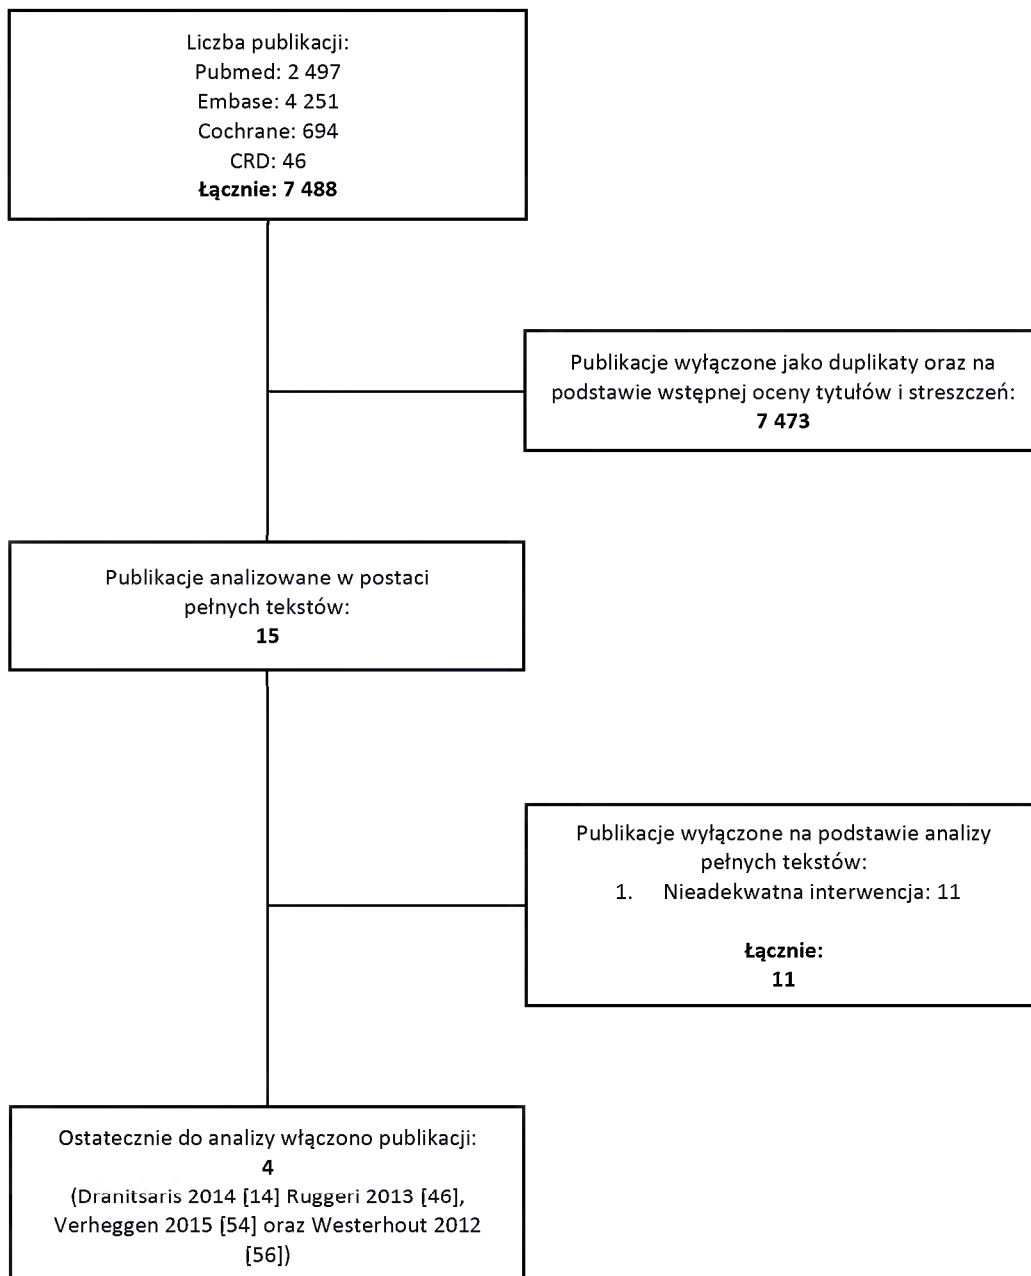 Liczba publikacji:
Pubmed: 2 497
Embase: 4 251
Cochrane: 694
CRD: 46
Łącznie: 7 488
Publikacje wyłączone jako duplikaty oraz na
podstawie wstępnej oceny tytułów i streszczeń:
7 473
Publikacje analizowane w postaci
pełnych tekstów:
15
Publikacje wyłączone na podstawie analizy
pełnych tekstów:
1. Nieadekwatna interwencja: 11
Łącznie:
11
Ostatecznie do analizy włączono publikacji:
4
(Dranitsaris 2014 [14] Ruggeri 2013 [46],
Verheggen 2015 [54] oraz Westerhout 2012
[56])